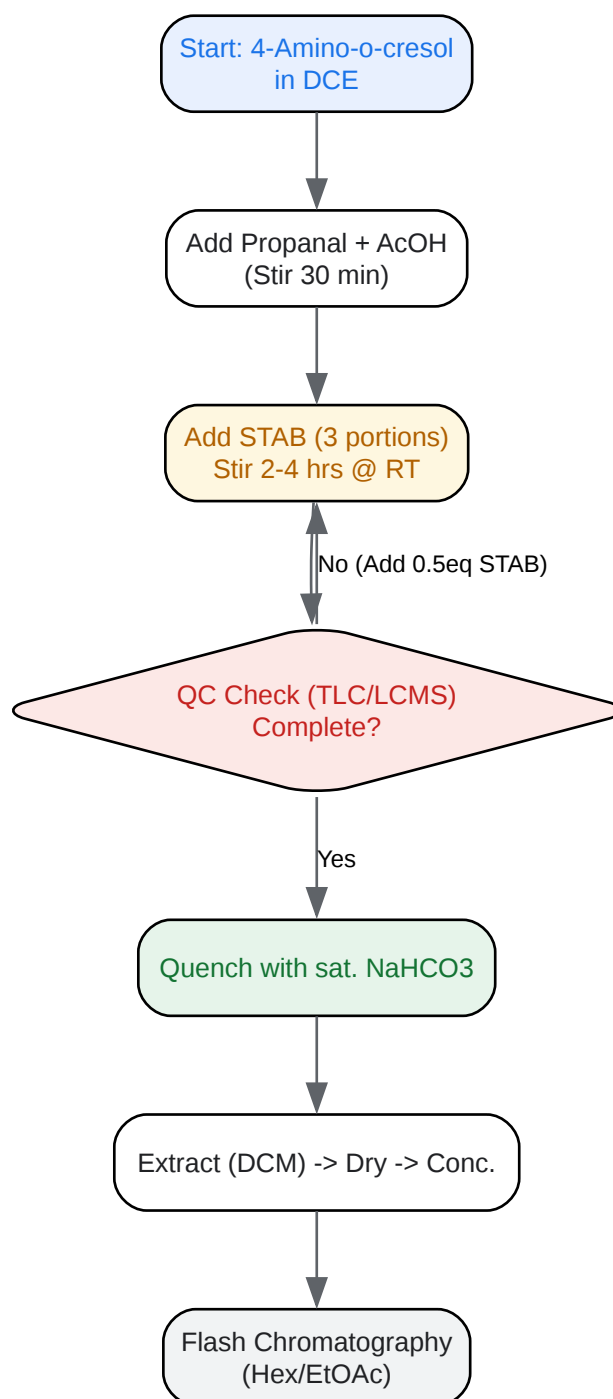 Start: 4-Amino-o-cresol
in DCE
Add Propanal + AcOH
(Stir 30 min)
Add STAB (3 portions)
Stir 2-4 hrs @ RT
No (Add 0.5eq STAB)
QC Check (TLC/LCMS)
Complete?
Yes
Quench with sat. NaHCO3
Extract (DCM) -> Dry -> Conc.
Flash Chromatography
(Hex/EtOAc)